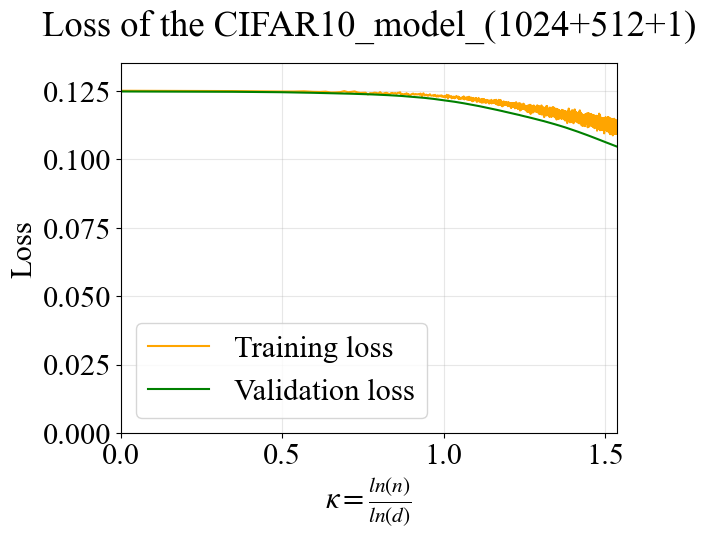 Loss of the CIFAR10_model_(1024+512+1)
0.125
0.100
0.075
0.050
0.025
0.000
Loss
Training loss
Validation loss
0.0 0.5 1.0 1.5
κ = ln(n)/ln(d)